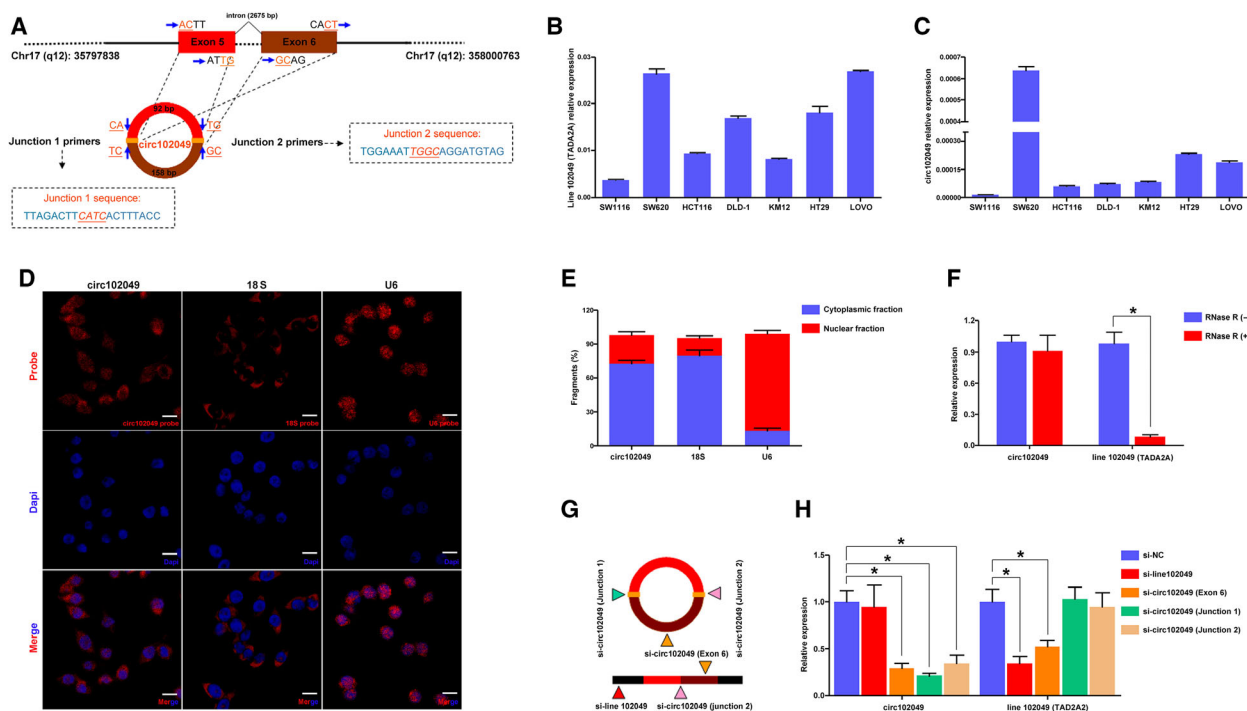 A
ACTT
intron (2675 bp)
CACT
Exon 5
Exon 6
Chr17 (q12): 35797838
Chr17 (q12): 358000763
ATTG
GCAG
92 bp
CA
TG
Junction 1 primers
circ102049
Junction 2 primers
TC
GC
158 bp
Junction 2 sequence:
TGGAAATTGGCAGGATGTAG
Junction 1 sequence:
TTAGACTTCATCACTTTACC
B
Line 102049 (TADA2A) relative expression
0.03
0.02
0.01
0.00
SW1116
SW620
HCT116
DLD-1
KM12
HT29
LOVO
C
circ102049 relative expression
0.0007
0.0006
0.0005
0.0004
0.00030
0.00015
0.00000
SW1116
SW620
HCT116
DLD-1
KM12
HT29
LOVO
D
circ102049
18S
U6
Probe
circ102049 probe
18S probe
U6 probe
Dapi
Dapi
Dapi
Dapi
Merge
Merge
Merge
Merge
E
Cytoplasmic fraction
Nuclear fraction
Fragments (%)
120
90
60
30
0
circ102049
18S
U6
F
RNase R (–
RNase R (+
Relative expression
1.2
0.9
0.6
0.3
0.0
*
circ102049
line 102049 (TADA2A)
G
si-circ102049 (Junction 1)
si-circ102049 (Junction 2)
si-circ102049 (Junction 2)
si-circ102049 (Exon 6)
si-line 102049
si-circ102049 (junction 2)
H
Relative expression
1.5
1.0
0.5
0.0
*
*
*
*
*
circ102049
line 102049 (TAD2A2)
si-NC
si-line102049
si-circ102049 (Exon 6)
si-circ102049 (Junction 1)
si-circ102049 (Junction 2)